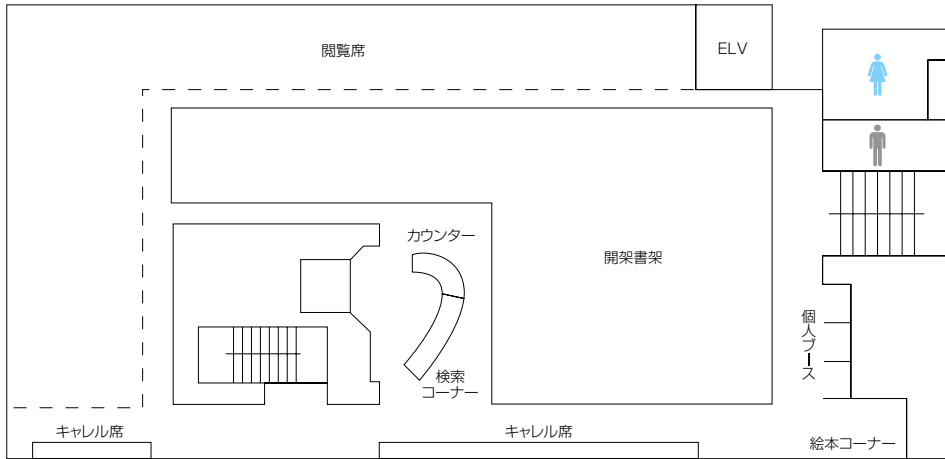 閲覧席
ELV
カウンター
開架書架
個人ブース
検索
コーナー
キャレル席
キャレル席
絵本コーナー